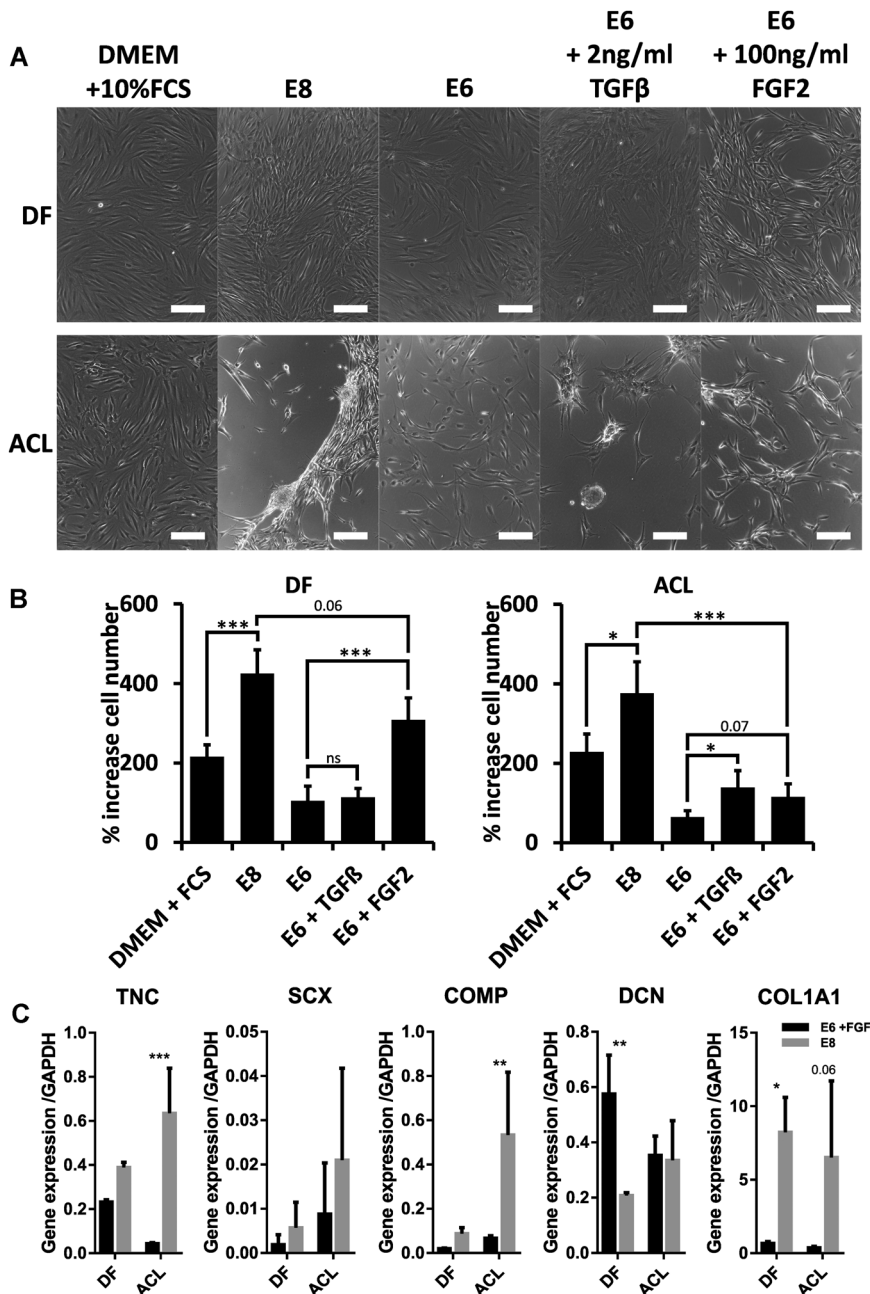 A
DMEM
+10%FCS
E8
E6
E6
+ 2ng/ml
TGFβ
E6
+ 100ng/ml
FGF2
DF
ACL
B
DF
% increase cell number
600
400
200
0
***
0.06
***
ns
DMEM + FCS
E8
E6
E6 + TGFß
E6 + FGF2
ACL
% increase cell number
600
400
200
0
*
***
0.07
*
DMEM + FCS
E8
E6
E6 + TGFß
E6 + FGF2
C
TNC
Gene expression /GAPDH
1.0
0.8
0.6
0.4
0.2
0.0
***
DF
ACL
SCX
Gene expression /GAPDH
0.05
0.04
0.03
0.02
0.01
0.00
DF
ACL
COMP
Gene expression /GAPDH
1.0
0.8
0.6
0.4
0.2
0.0
**
DF
ACL
DCN
Gene expression /GAPDH
0.8
0.6
0.4
0.2
0.0
**
DF
ACL
COL1A1
Gene expression /GAPDH
15
10
5
0
E6 +FGF
E8
*
0.06
DF
ACL